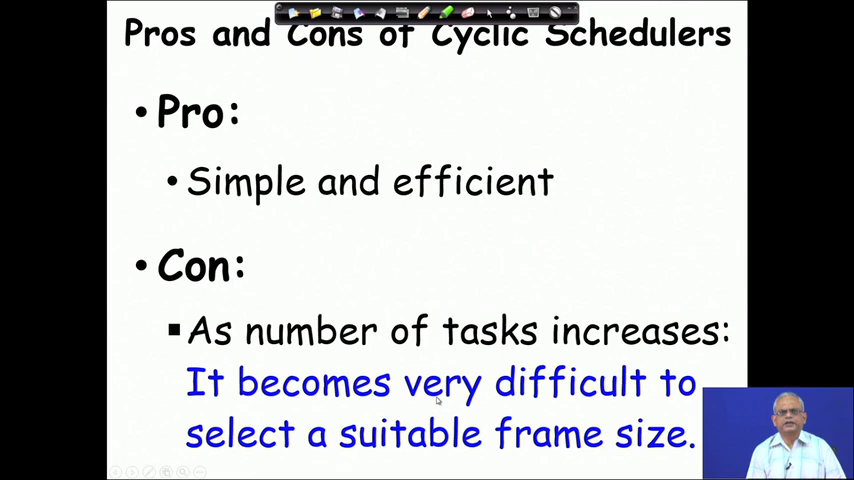 Pros and Cons of Cyclic Schedulers
• Pro:
• Simple and efficient
• Con:
▪ As number of tasks increases:
It becomes very difficult to
select a suitable frame size.